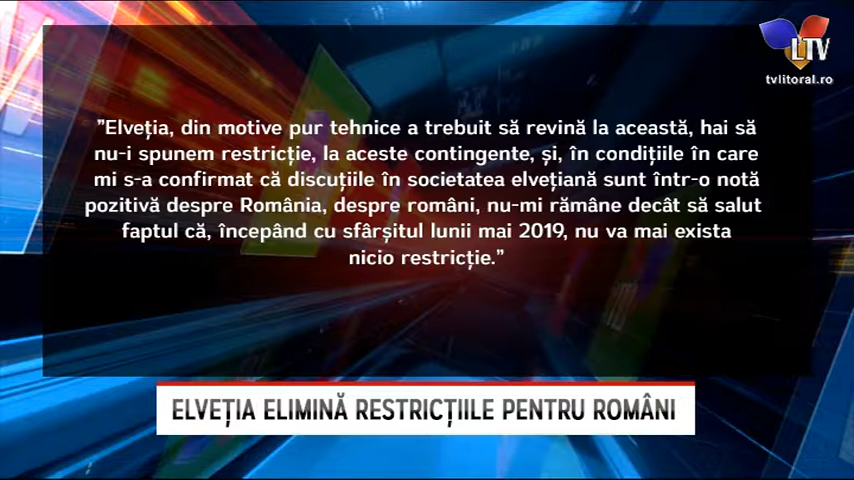 LTV
tvlitoral.ro
"Elveția, din motive pur tehnice a trebuit să revină la această, hai să
nu-i spunem restricție, la aceste contingente, și, în condițiile în care
mi s-a confirmat că discuțiile în societatea elvețiană sunt într-o notă
pozitivă despre România, despre români, nu-mi rămâne decât să salut
faptul că, începând cu sfârșitul lunii mai 2019, nu va mai exista
nicio restricție."
ELVEȚIA ELIMINĂ RESTRICȚIILE PENTRU ROMÂNI